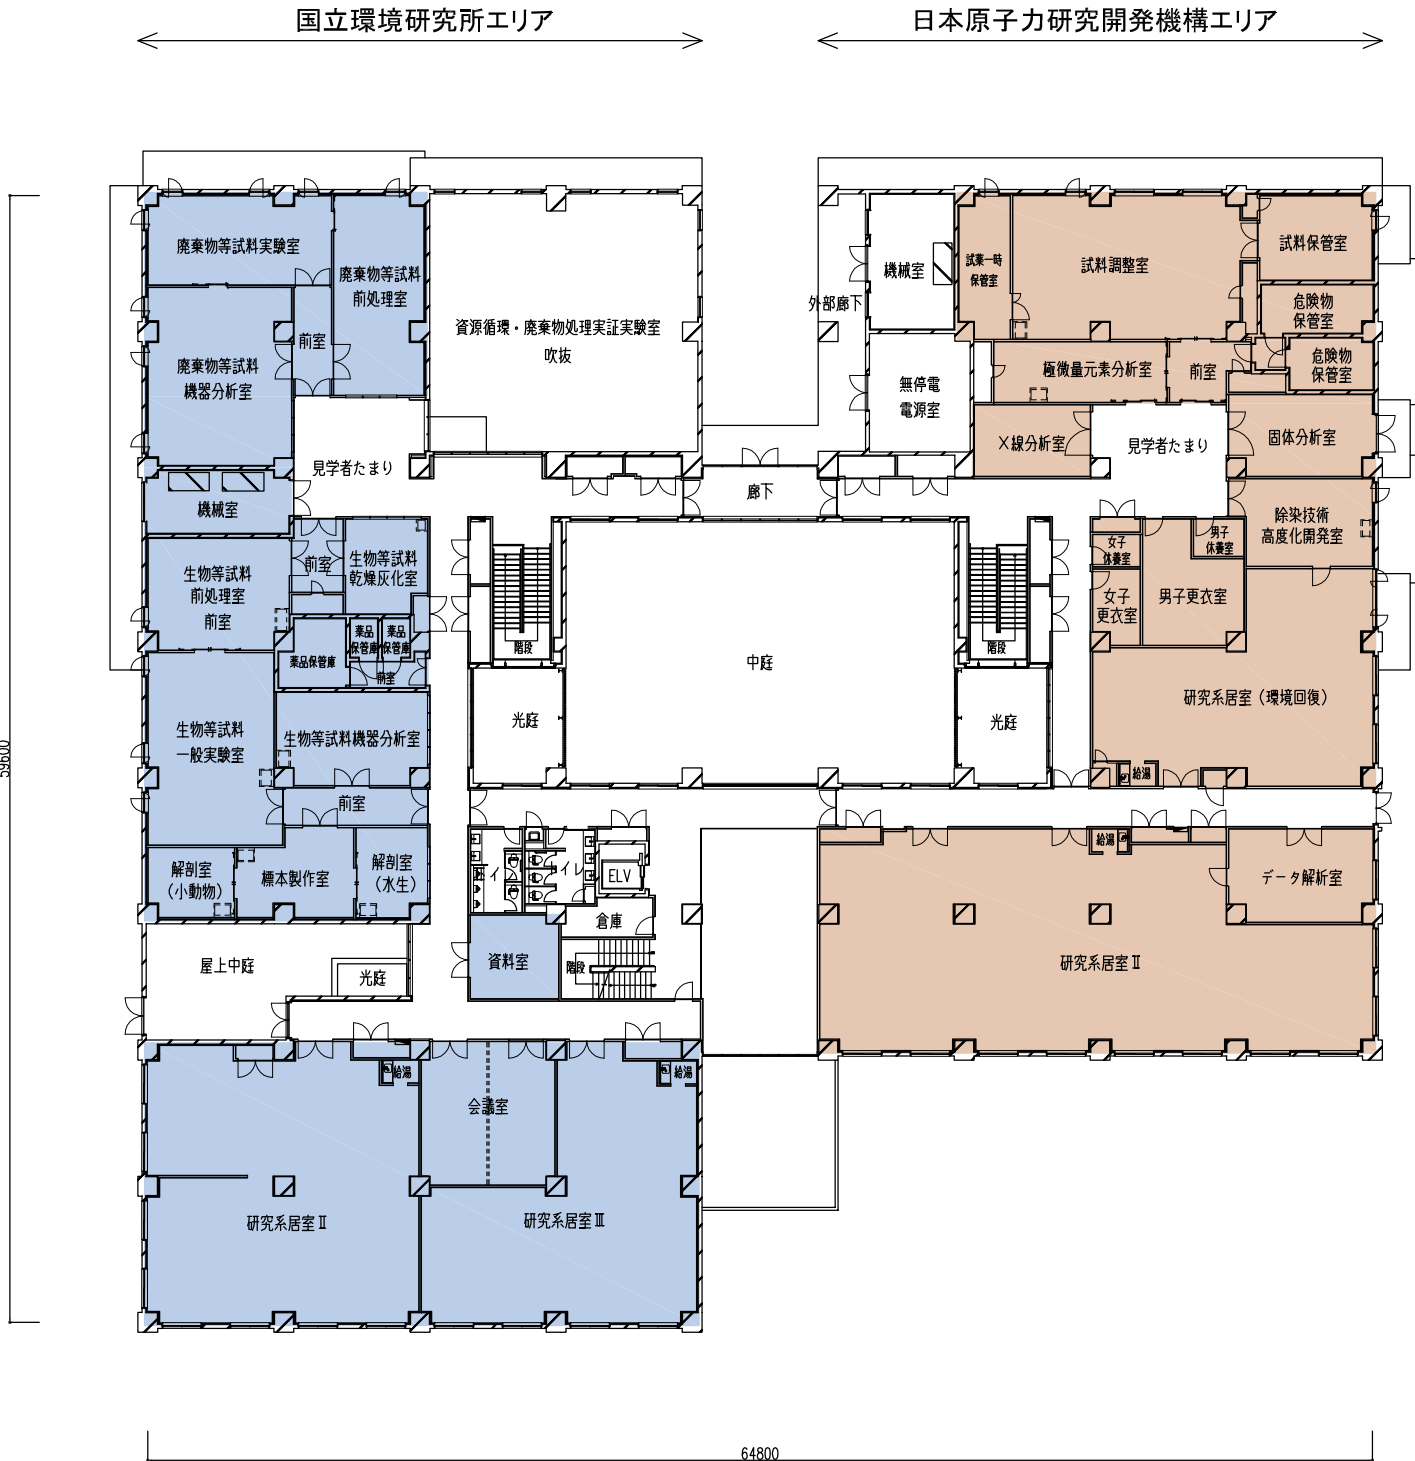 国立環境研究所エリア
日本原子力研究開発機構エリア
廃棄物等試料実験室
廃棄物等試料
前処理室
前室
廃棄物等試料
機器分析室
資源循環・廃棄物処理実証実験室
吹抜
外部廊下
機械室
試薬一時
保管室
試料調整室
試料保管室
危険物
保管室
危険物
保管室
極微量元素分析室
前室
無停電
電源室
X線分析室
見学者たまり
固体分析室
見学者たまり
機械室
廊下
除染技術
高度化開発室
前室
生物等試料
乾燥灰化室
生物等試料
前処理室
前室
薬品
保管庫
薬品
保管庫
薬品保管庫
前室
階段
階段
女子
休養室
男子
休養室
女子
更衣室
男子更衣室
中庭
光庭
光庭
研究系居室（環境回復）
給湯
生物等試料
一般実験室
生物等試料機器分析室
前室
解剖室
（小動物）
標本製作室
解剖室
（水生）
トイレ
トイレ
ELV
倉庫
資料室
階段
給湯
データ解析室
研究系居室Ⅱ
屋上中庭
光庭
給湯
会議室
給湯
研究系居室Ⅱ
研究系居室Ⅲ
59600
64800